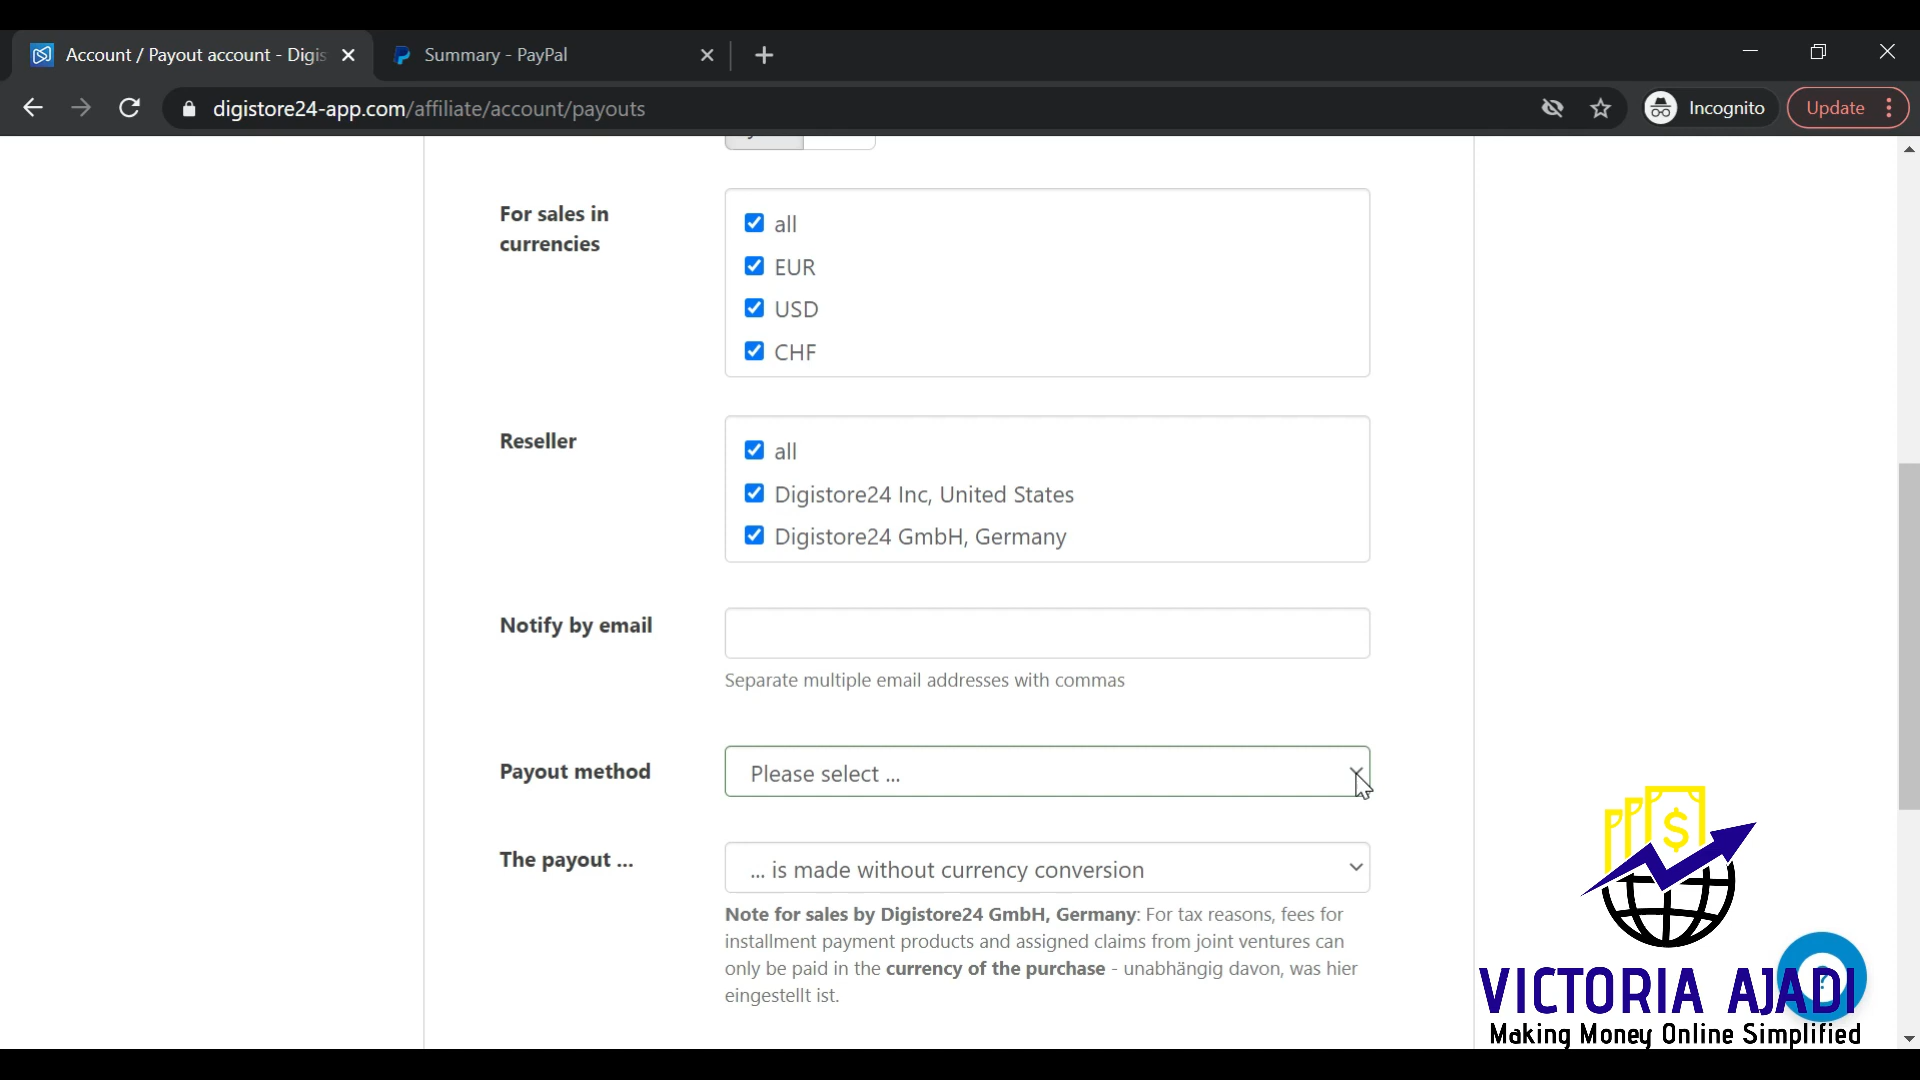 Account / Payout account - Digis
Summary - PayPal
digistore24-app.com/affiliate/account/payouts
Incognito
Update
For sales in
currencies
all
EUR
USD
CHF
Reseller
all
Digistore24 Inc, United States
Digistore24 GmbH, Germany
Notify by email
Separate multiple email addresses with commas
Payout method
Please select ...
The payout ...
... is made without currency conversion
Note for sales by Digistore24 GmbH, Germany: For tax reasons, fees for
installment payment products and assigned claims from joint ventures can
only be paid in the currency of the purchase - unabhängig davon, was hier
eingestellt ist.
$
?
VICTORIA AJADI
Making Money Online Simplified